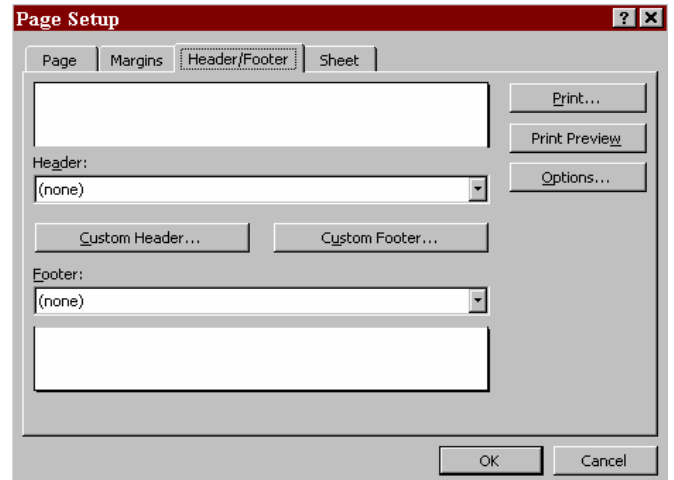 Page Setup
? X
Page Margins Header/Footer Sheet
Print...
Print Preview
Header:
Options...
(none)
Custom Header... Custom Footer...
Footer:
(none)
OK Cancel